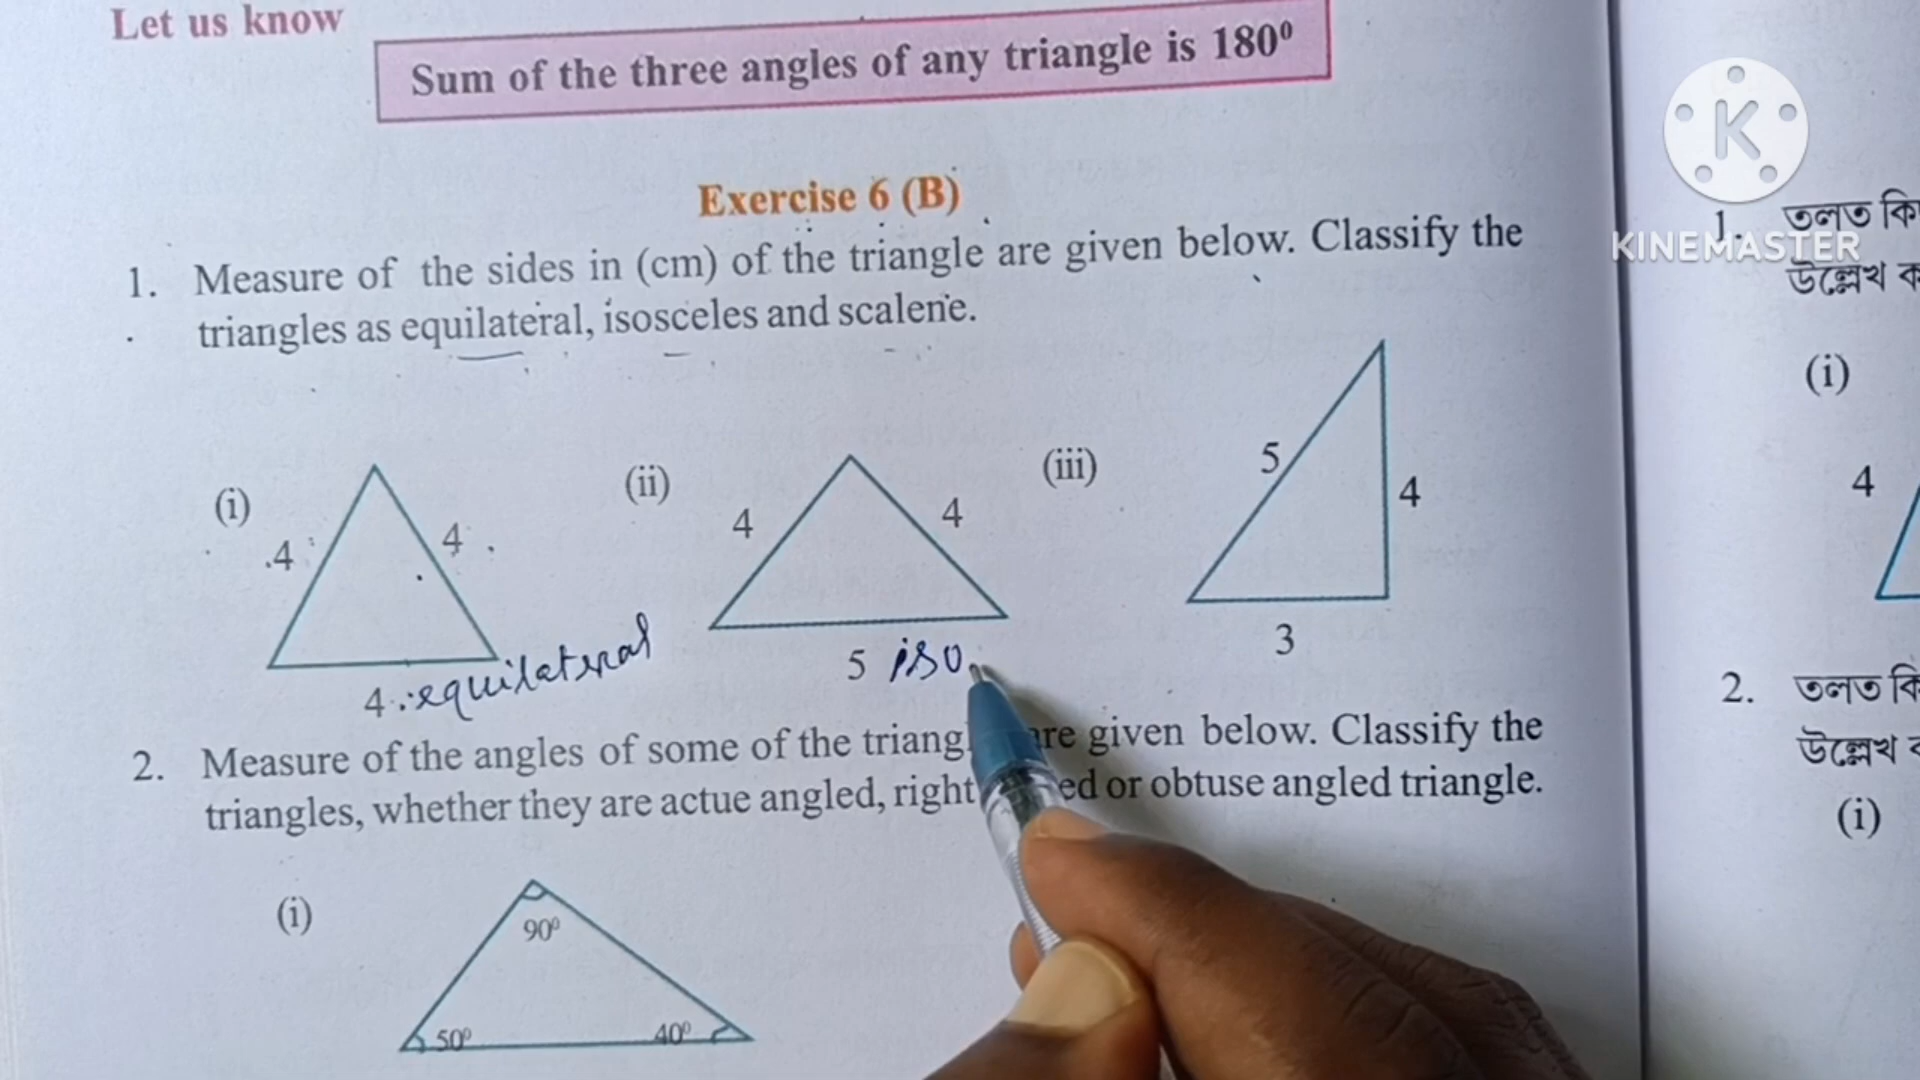 Let us know
Sum of the three angles of any triangle is 180⁰
Exercise 6 (B)
1. Measure of the sides in (cm) of the triangle are given below. Classify the
triangles as equilateral, isosceles and scalene.
(i) 4 4 4 equilateral
(ii) 4 4 5 iso
(iii) 5 4 3
2. Measure of the angles of some of the triang are given below. Classify the
triangles, whether they are actue angled, right ed or obtuse angled triangle.
(i) 90⁰ 50⁰ 40⁰
K
KINEMASTER
1. তলত
উল্লেখ
(i)
4
2. তলত
উল্লেখ
(i)